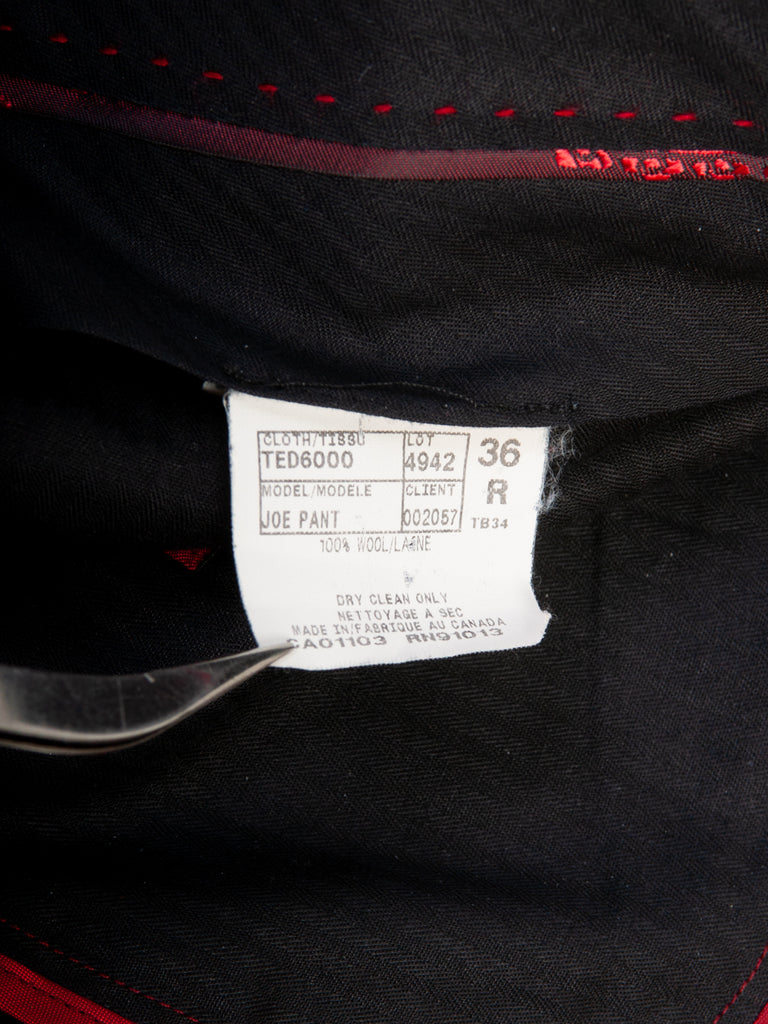 CLOTH/TISSU LOT 36
TED6000 4942
MODEL/MODELE CLIENT R
JOE PANT 002057 TB34
100% WOOL/LAINE
DRY CLEAN ONLY
NETTOYAGE A SEC
MADE IN/FABRIQUE AU CANADA
CA01103 RN91013